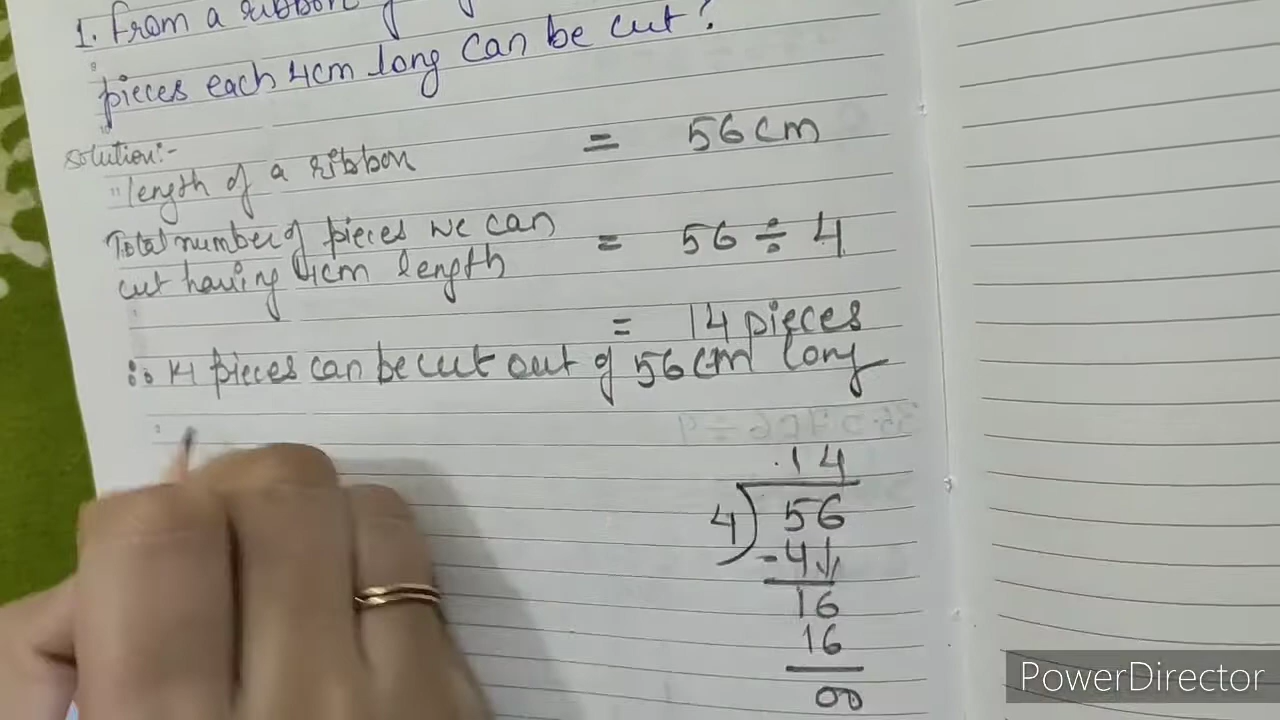 1. From a ribbon
pieces each 4cm long can be cut?
Solution:-
length of a ribbon = 56cm
Total number of pieces we can
cut having 4cm length = 56 ÷ 4
= 14 pieces
∴ 14 pieces can be cut out of 56cm long
14
4) 56
-4↓
16
16
00
PowerDirector